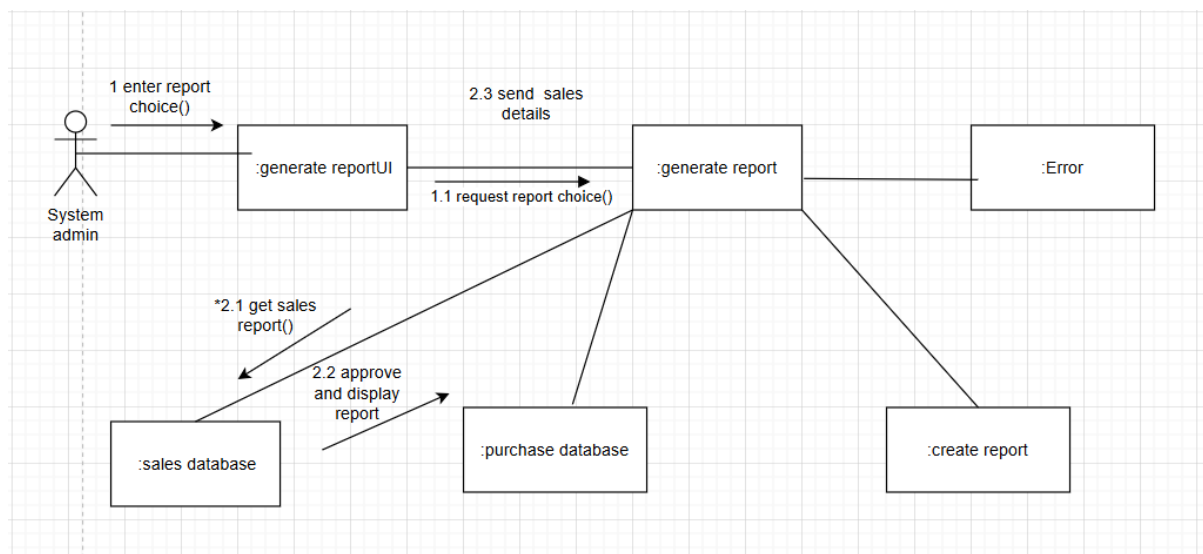 1 enter report
choice()
2.3 send  sales
details
:generate reportUI
:generate report
:Error
1.1 request report choice()
System
admin
*2.1 get sales
report()
2.2 approve
and display
report
:sales database
:purchase database
:create report